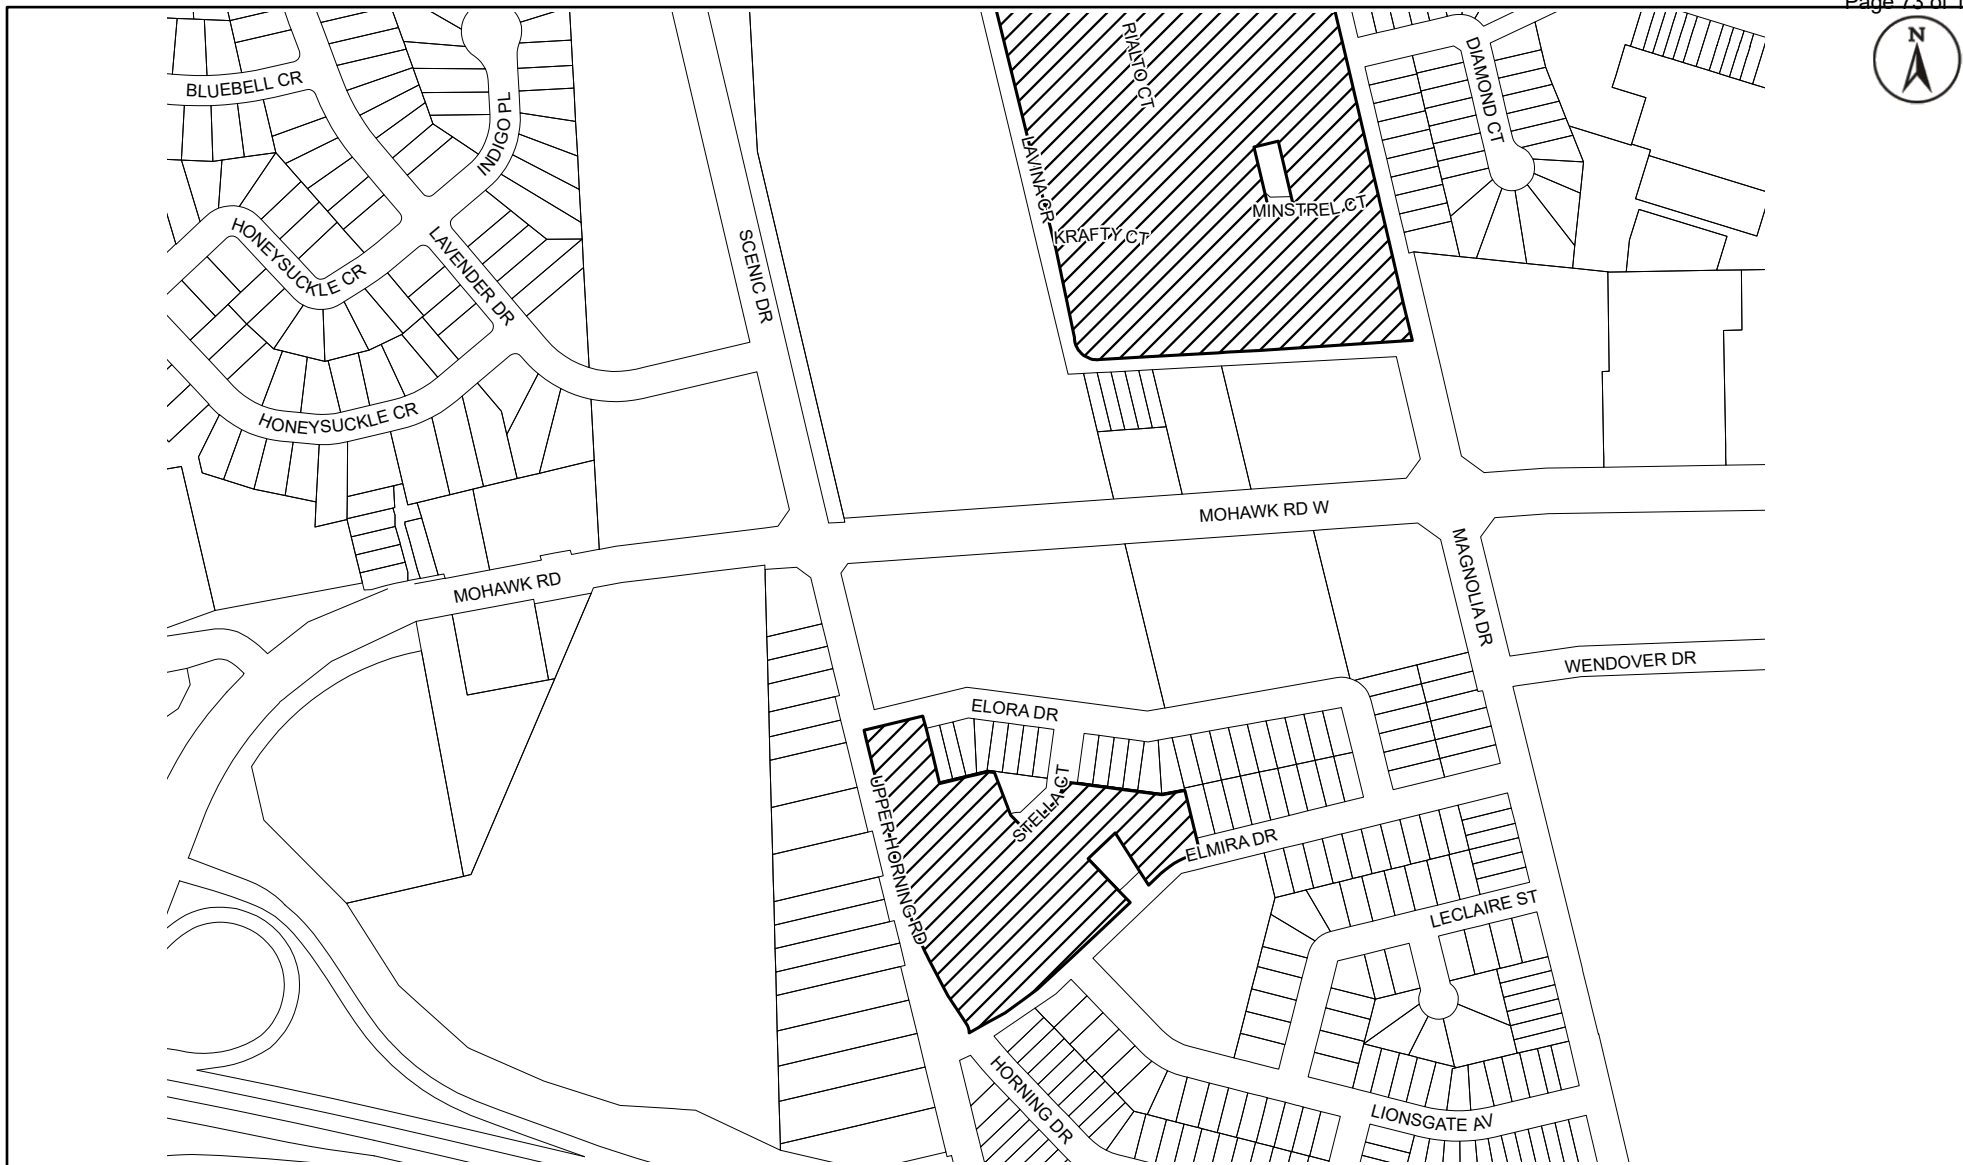 Page 73 of 1
N
RIALTO CT
DIAMOND CT
BLUEBELL CR
INDIGO PL
LAVINA CR
MINSTREL CT
KRAFTY CT
HONEYSUCKLE CR
LAVENDER DR
SCENIC DR
HONEYSUCKLE CR
MOHAWK RD W
MOHAWK RD
MAGNOLIA DR
WENDOVER DR
ELORA DR
STELLA CT
UPPER HORNING RD
ELMIRA DR
LECLAIRE ST
HORNING DR
LIONSGATE AV